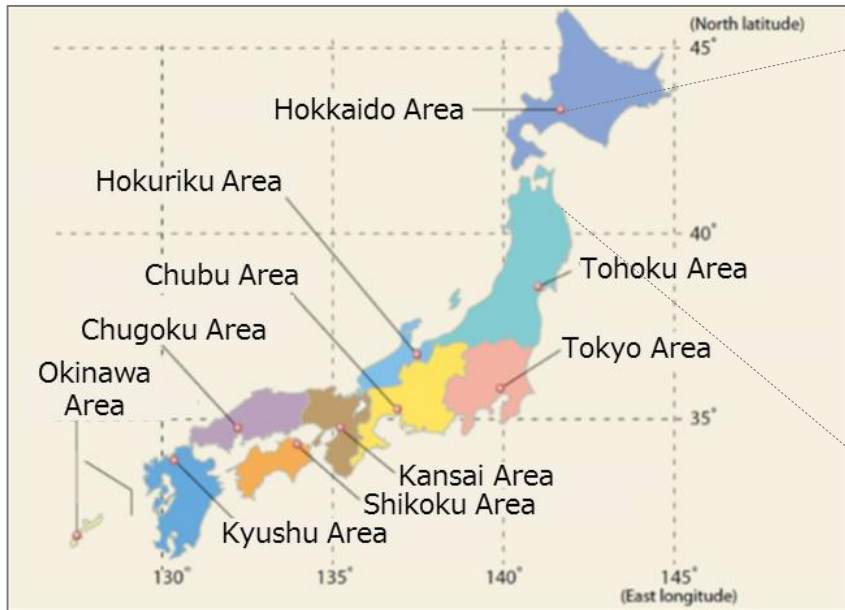 (North latitude)
45°
Hokkaido Area
Hokuriku Area
40°
Chubu Area
Tohoku Area
Chugoku Area
Tokyo Area
Okinawa
Area
35°
Kansai Area
Shikoku Area
Kyushu Area
130°
135°
140°
145°
(East longitude)